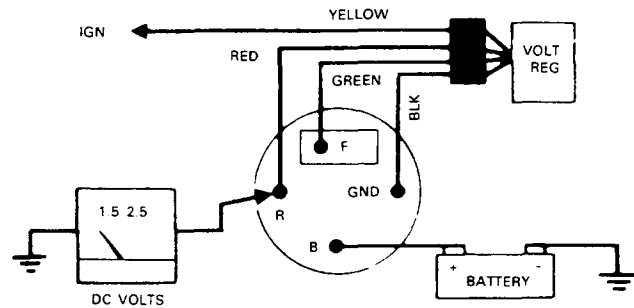 YELLOW
IGN
RED
VOLT
REG
GREEN
BLK
F
1.5 2.5
R
GND
B
+ -
BATTERY
DC VOLTS